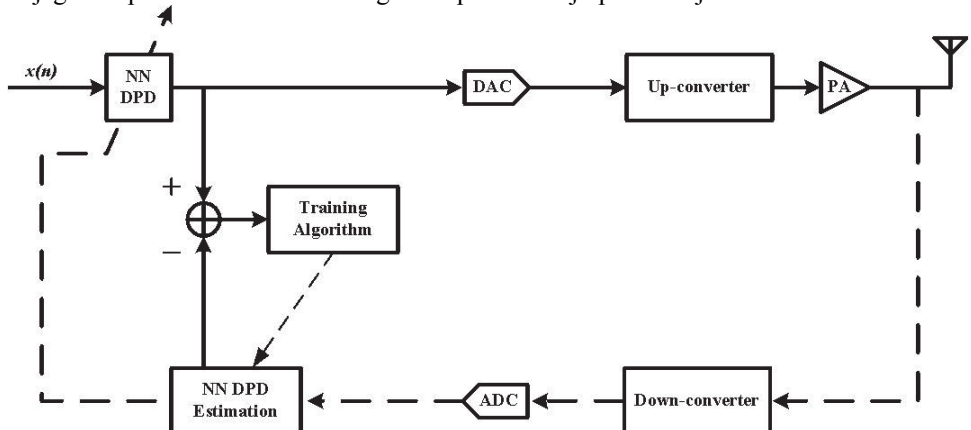 x(n)
NN
DPD
DAC
Up-converter
PA
+
Training
Algorithm
−
NN DPD
Estimation
ADC
Down-converter